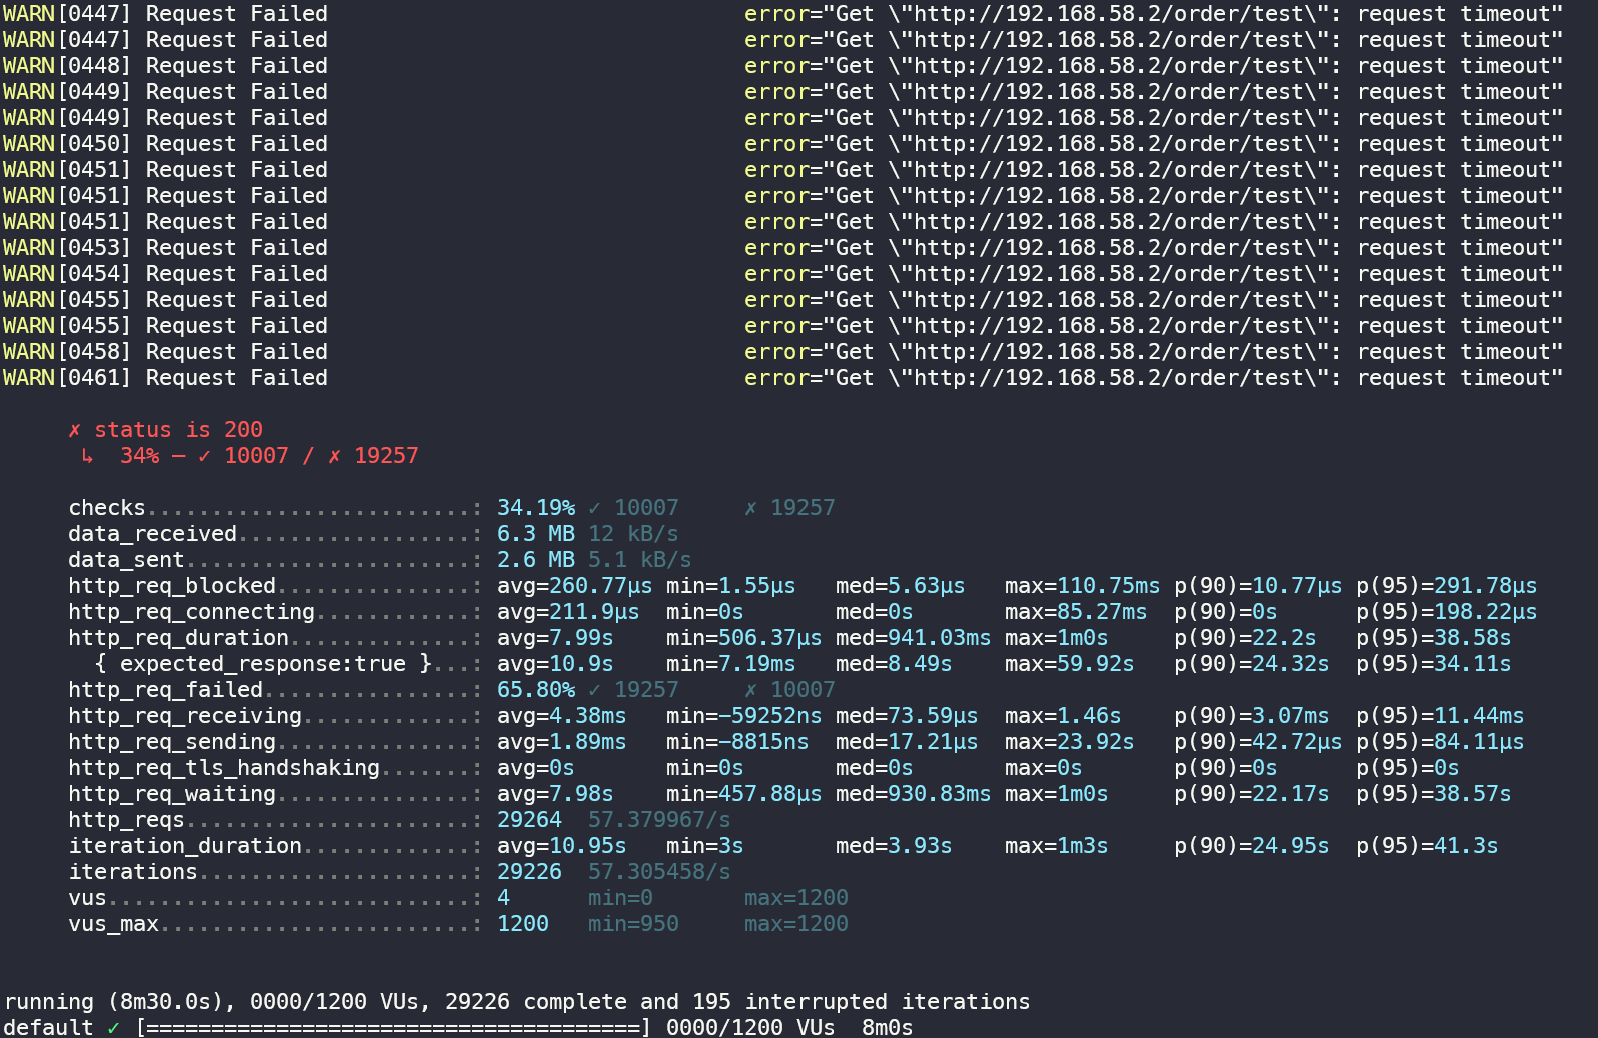 WARN[0447] Request Failed                                error="Get \"http://192.168.58.2/order/test\": request timeout"
WARN[0447] Request Failed                                error="Get \"http://192.168.58.2/order/test\": request timeout"
WARN[0448] Request Failed                                error="Get \"http://192.168.58.2/order/test\": request timeout"
WARN[0449] Request Failed                                error="Get \"http://192.168.58.2/order/test\": request timeout"
WARN[0449] Request Failed                                error="Get \"http://192.168.58.2/order/test\": request timeout"
WARN[0450] Request Failed                                error="Get \"http://192.168.58.2/order/test\": request timeout"
WARN[0451] Request Failed                                error="Get \"http://192.168.58.2/order/test\": request timeout"
WARN[0451] Request Failed                                error="Get \"http://192.168.58.2/order/test\": request timeout"
WARN[0451] Request Failed                                error="Get \"http://192.168.58.2/order/test\": request timeout"
WARN[0453] Request Failed                                error="Get \"http://192.168.58.2/order/test\": request timeout"
WARN[0454] Request Failed                                error="Get \"http://192.168.58.2/order/test\": request timeout"
WARN[0455] Request Failed                                error="Get \"http://192.168.58.2/order/test\": request timeout"
WARN[0455] Request Failed                                error="Get \"http://192.168.58.2/order/test\": request timeout"
WARN[0458] Request Failed                                error="Get \"http://192.168.58.2/order/test\": request timeout"
WARN[0461] Request Failed                                error="Get \"http://192.168.58.2/order/test\": request timeout"
     ✗ status is 200
      ↳  34% — ✓ 10007 / ✗ 19257
     checks.........................: 34.19% ✓ 10007     ✗ 19257
     data_received..................: 6.3 MB 12 kB/s
     data_sent......................: 2.6 MB 5.1 kB/s
     http_req_blocked...............: avg=260.77µs min=1.55µs   med=5.63µs   max=110.75ms p(90)=10.77µs p(95)=291.78µs
     http_req_connecting............: avg=211.9µs  min=0s       med=0s       max=85.27ms  p(90)=0s      p(95)=198.22µs
     http_req_duration..............: avg=7.99s    min=506.37µs med=941.03ms max=1m0s     p(90)=22.2s   p(95)=38.58s
       { expected_response:true }...: avg=10.9s    min=7.19ms   med=8.49s    max=59.92s   p(90)=24.32s  p(95)=34.11s
     http_req_failed................: 65.80% ✓ 19257     ✗ 10007
     http_req_receiving.............: avg=4.38ms   min=-59252ns med=73.59µs  max=1.46s    p(90)=3.07ms  p(95)=11.44ms
     http_req_sending...............: avg=1.89ms   min=-8815ns  med=17.21µs  max=23.92s   p(90)=42.72µs p(95)=84.11µs
     http_req_tls_handshaking.......: avg=0s       min=0s       med=0s       max=0s       p(90)=0s      p(95)=0s
     http_req_waiting...............: avg=7.98s    min=457.88µs med=930.83ms max=1m0s     p(90)=22.17s  p(95)=38.57s
     http_reqs......................: 29264  57.379967/s
     iteration_duration.............: avg=10.95s   min=3s       med=3.93s    max=1m3s     p(90)=24.95s  p(95)=41.3s
     iterations.....................: 29226  57.305458/s
     vus............................: 4      min=0       max=1200
     vus_max........................: 1200   min=950     max=1200
running (8m30.0s), 0000/1200 VUs, 29226 complete and 195 interrupted iterations
default ✓ [======================================] 0000/1200 VUs  8m0s